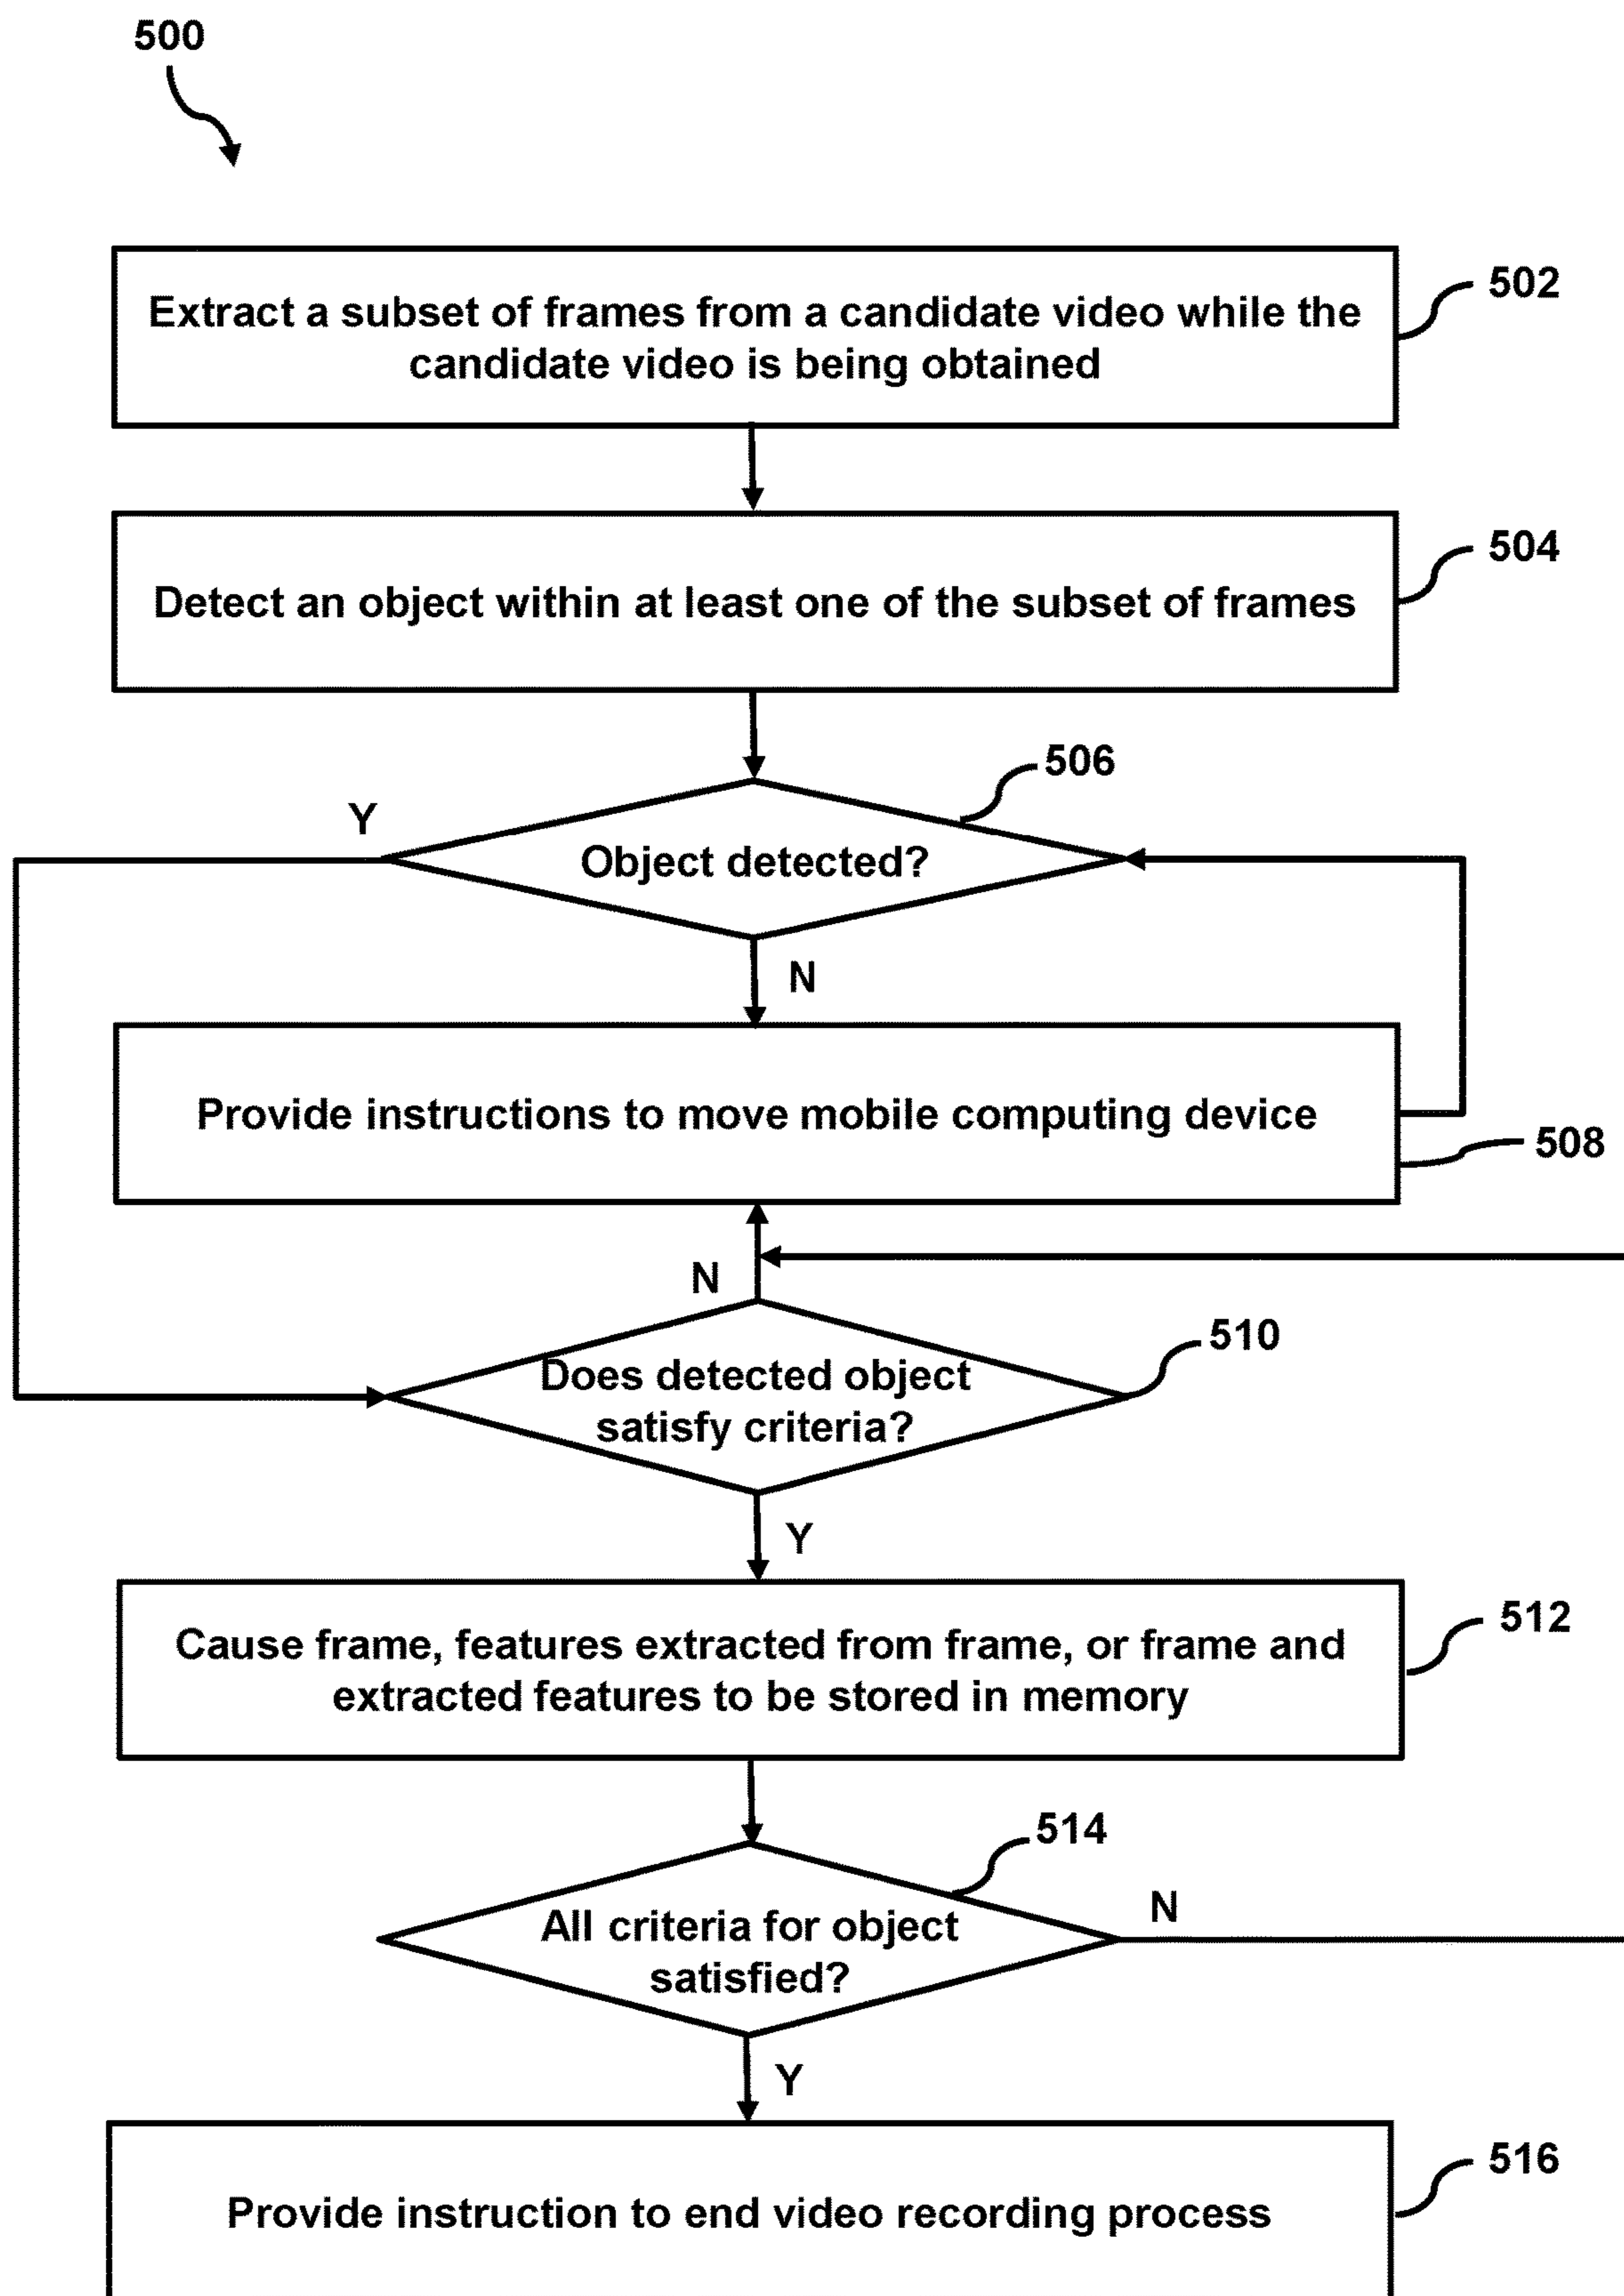 500
Extract a subset of frames from a candidate video while the
candidate video is being obtained
502
Detect an object within at least one of the subset of frames
504
506
Y
Object detected?
N
Provide instructions to move mobile computing device
508
N
Does detected object
satisfy criteria?
510
Y
Cause frame, features extracted from frame, or frame and
extracted features to be stored in memory
512
514
All criteria for object
satisfied?
N
Y
Provide instruction to end video recording process
516